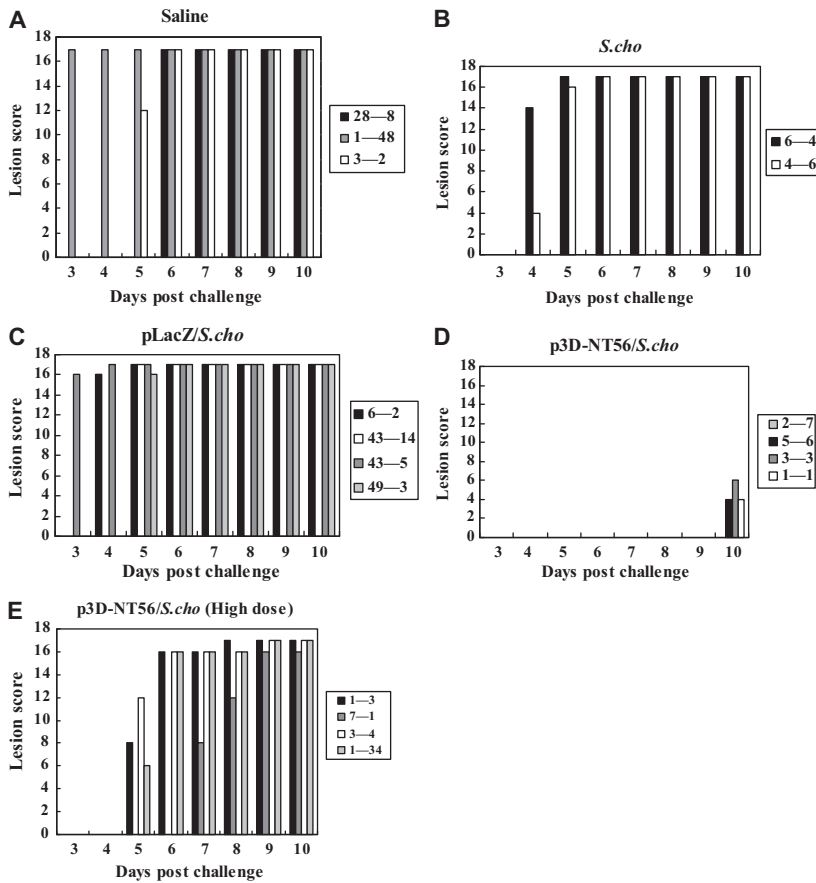 A
Saline
Lesion score
18
16
14
12
10
8
6
4
2
0
3 4 5 6 7 8 9 10
Days post challenge
28—8
1—48
3—2
B
S.cho
Lesion score
18
16
14
12
10
8
6
4
2
0
3 4 5 6 7 8 9 10
Days post challenge
6—4
4—6
C
pLacZ/S.cho
Lesion score
18
16
14
12
10
8
6
4
2
0
3 4 5 6 7 8 9 10
Days post challenge
6—2
43—14
43—5
49—3
D
p3D-NT56/S.cho
Lesion score
18
16
14
12
10
8
6
4
2
0
3 4 5 6 7 8 9 10
Days post challenge
2—7
5—6
3—3
1—1
E
p3D-NT56/S.cho (High dose)
Lesion score
18
16
14
12
10
8
6
4
2
0
3 4 5 6 7 8 9 10
Days post challenge
1—3
7—1
3—4
1—34